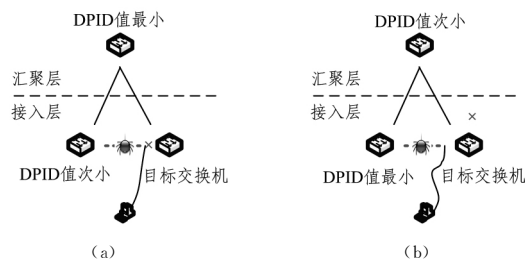 DPID值最小
汇聚层
接入层
DPID值次小
目标交换机
(a)
DPID值次小
汇聚层
接入层
DPID值最小
目标交换机
(b)